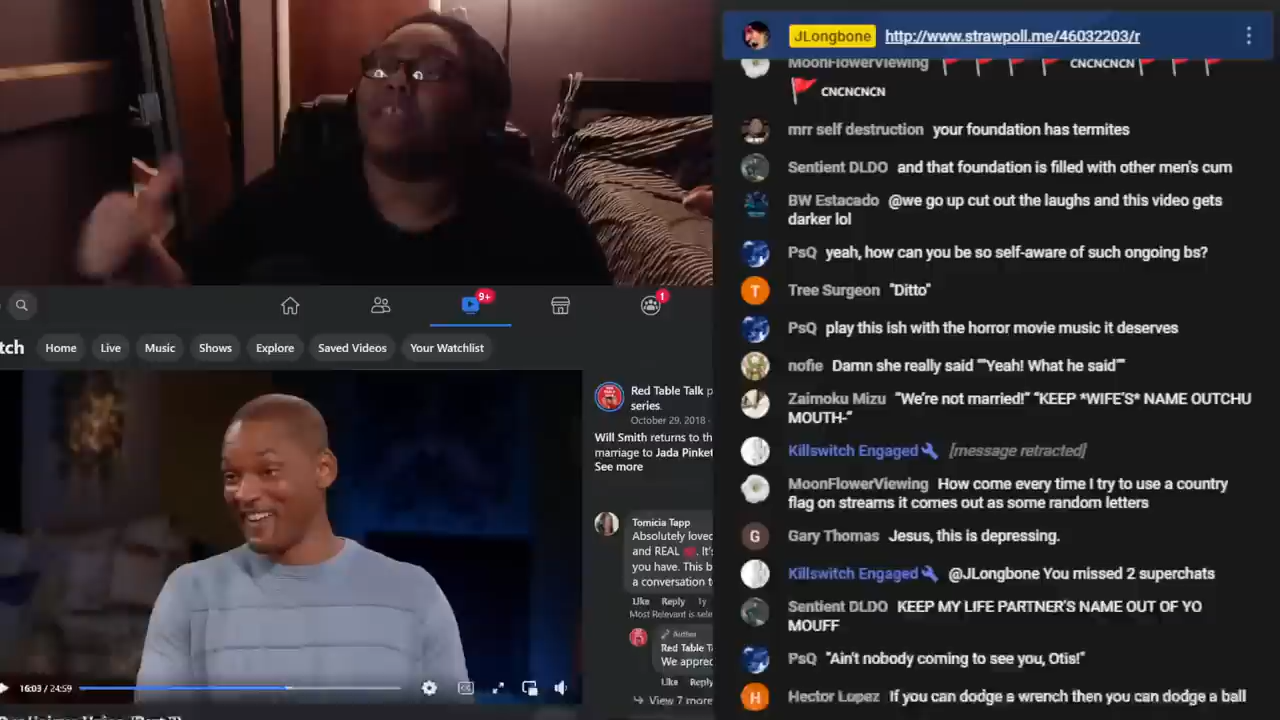 JLongbone http://www.strawpoll.me/46032203/r
MoonFlowerViewing CNCNCNCN
CNCNCNCN
mrr self destruction your foundation has termites
Sentient DLDO and that foundation is filled with other men's cum
BW Estacado @we go up cut out the laughs and this video gets
darker lol
PsQ yeah, how can you be so self-aware of such ongoing bs?
T
Tree Surgeon "Ditto"
PsQ play this ish with the horror movie music it deserves
nofie Damn she really said ""Yeah! What he said""
Zaimoku Mizu "We're not married!" "KEEP *WIFE'S* NAME OUTCHU
MOUTH-"
Killswitch Engaged [message retracted]
MoonFlowerViewing How come every time I try to use a country
flag on streams it comes out as some random letters
G
Gary Thomas Jesus, this is depressing.
Killswitch Engaged @JLongbone You missed 2 superchats
Sentient DLDO KEEP MY LIFE PARTNER'S NAME OUT OF YO
MOUFF
PsQ "Ain't nobody coming to see you, Otis!"
H
Hector Lopez If you can dodge a wrench then you can dodge a ball
9+
1
tch Home Live Music Shows Explore Saved Videos Your Watchlist
Red Table Talk p
series.
October 29, 2018 ·
Will Smith returns to th
marriage to Jada Pinket
See more
Tomicia Tapp
Absolutely loved
and REAL It's
you have. This b
a conversation to
Like Reply 1y
Most Relevant is sele
Author
Red Table T
We apprec
Like Reply
View 7 more
16:03 / 24:59